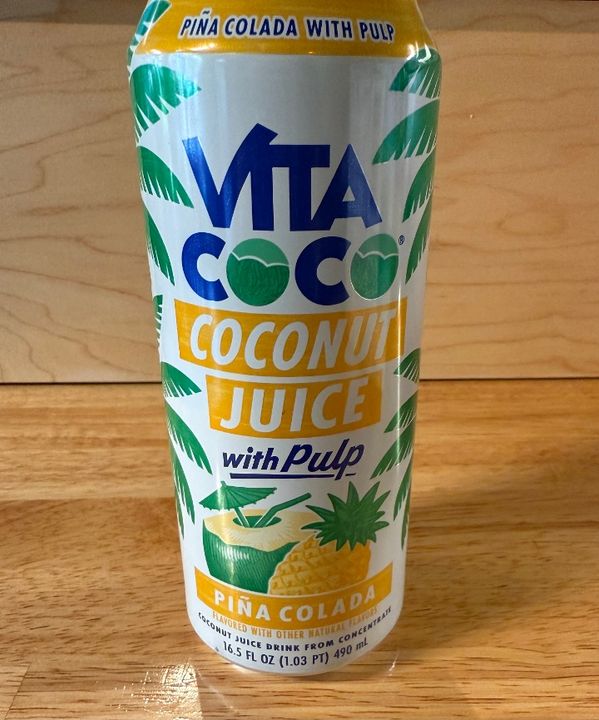 PIÑA COLADA WITH PULP
VITA
COCO®
COCONUT
JUICE
with Pulp
PIÑA COLADA
FLAVORED WITH OTHER NATURAL FLAVORS
COCONUT JUICE DRINK FROM CONCENTRATE
16.5 FL OZ (1.03 PT) 490 mL